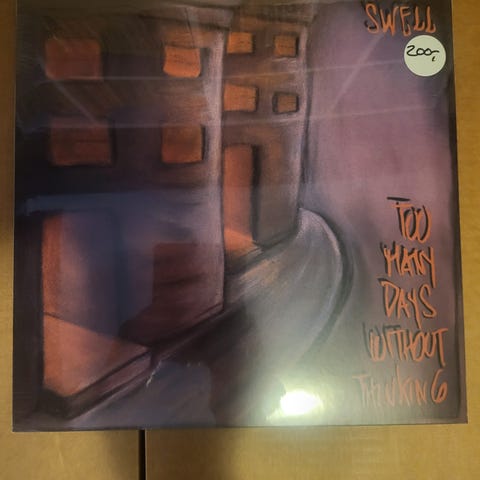 SWELL
200-
TOO
MANY
DAYS
WITHOUT
THINKING